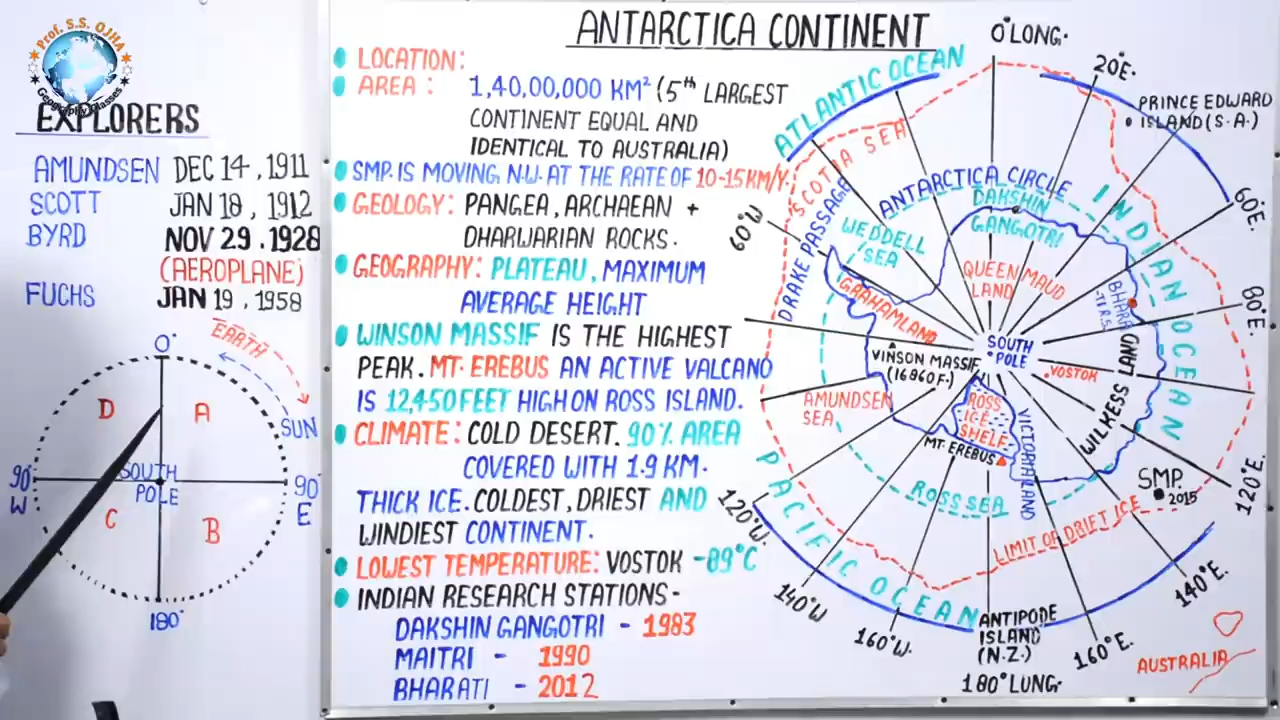 Prof. S.S. OJHA
Geography Classes
EXPLORERS
AMUNDSEN DEC 14, 1911
SCOTT JAN 18, 1912
BYRD NOV 29, 1928
(AEROPLANE)
FUCHS JAN 19, 1958
EARTH
SUN
0°
D A
90° W
SOUTH
POLE
90° E
C B
180°
ANTARCTICA CONTINENT
LOCATION:
AREA: 1,40,00,000 KM² (5th LARGEST
CONTINENT EQUAL AND
IDENTICAL TO AUSTRALIA)
SMP. IS MOVING N.W. AT THE RATE OF 10-15KM/Y.
GEOLOGY: PANGEA, ARCHAEAN +
DHARWARIAN ROCKS.
GEOGRAPHY: PLATEAU, MAXIMUM
AVERAGE HEIGHT
WINSON MASSIF IS THE HIGHEST
PEAK. MT. EREBUS AN ACTIVE VALCANO
IS 12,450 FEET HIGH ON ROSS ISLAND.
CLIMATE: COLD DESERT. 90% AREA
COVERED WITH 1.9 KM.
THICK ICE. COLDEST, DRIEST AND
WINDIEST CONTINENT.
LOWEST TEMPERATURE: VOSTOK -89°C
INDIAN RESEARCH STATIONS-
DAKSHIN GANGOTRI - 1983
MAITRI - 1990
BHARATI - 2012
0° LONG.
20°E.
ATLANTIC OCEAN
PRINCE EDWARD
ISLAND (S.A.)
SCOTIA SEA
ANTARCTICA CIRCLE
DAKSHIN
GANGOTRI
INDIAN OCEAN
60°E.
60°W
DRAKE PASSAGE
WEDDELL
SEA
QUEEN MAUD
LAND
GRAHAMLAND
BHARA
-TI R.S.
80°E.
SOUTH
POLE
VINSON MASSIF
(16860 F.)
VOSTOK
WILKESS LAND
AMUNDSEN
SEA
ROSS
ICE
SHELF
MT. EREBUS
VICTORIALAND
ROSS SEA
SMP.
2015
120°E.
LIMIT OF DRIFT ICE
PACIFIC OCEAN
120°W.
140°W
160°W.
ANTIPODE
ISLAND
(N.Z.)
180° LUNG.
160°E.
140°E.
AUSTRALIA